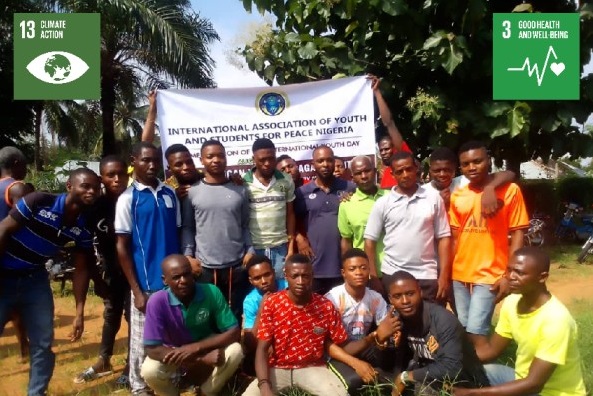 13 CLIMATE
ACTION
3 GOOD HEALTH
AND WELL-BEING
INTERNATIONAL ASSOCIATION OF YOUTH
AND STUDENTS FOR PEACE NIGERIA
YOUTH DAY